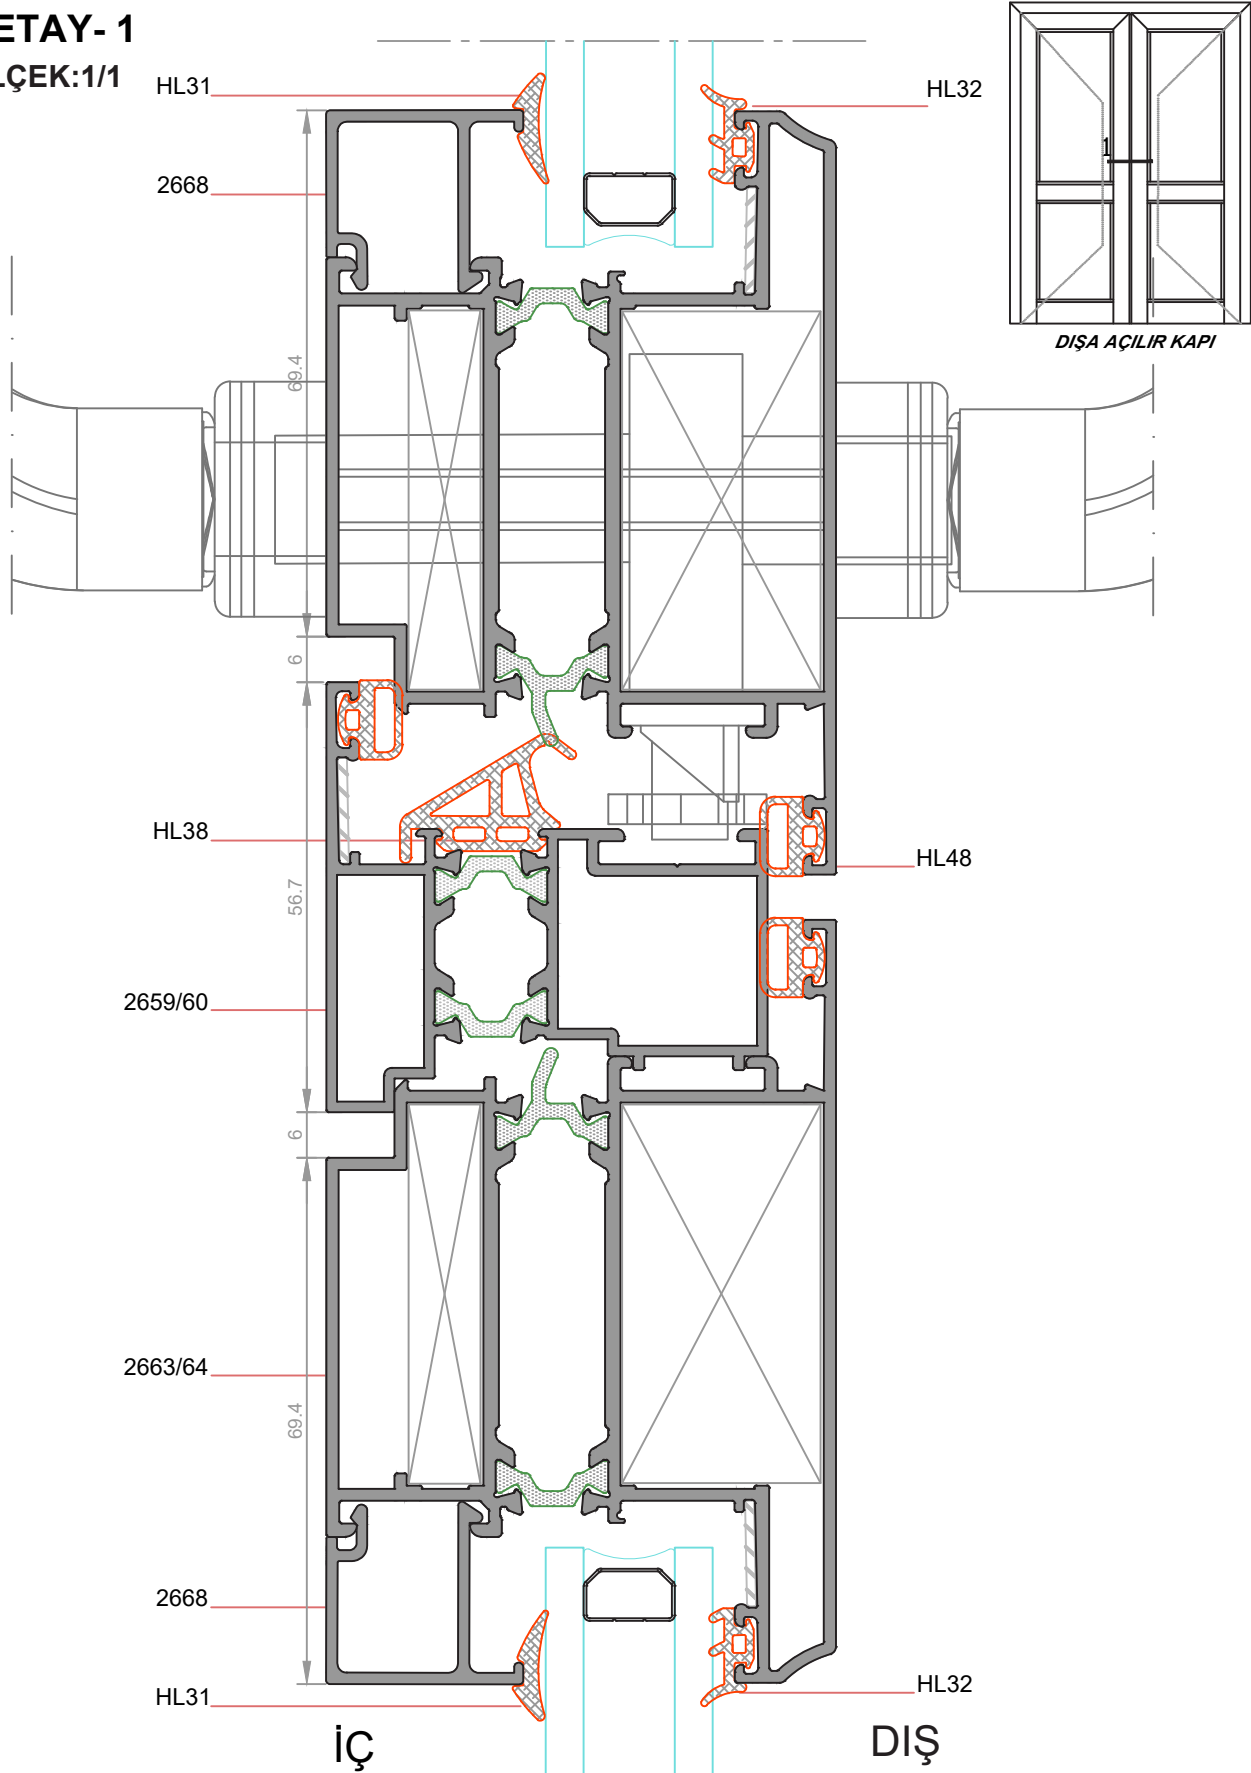 ETAY- 1
LÇEK:1/1
HL31
HL32
2668
1
DIŞA AÇILIR KAPI
69.4
6
HL38
HL48
56.7
2659/60
6
2663/64
69.4
2668
HL31
HL32
İÇ
DIŞ